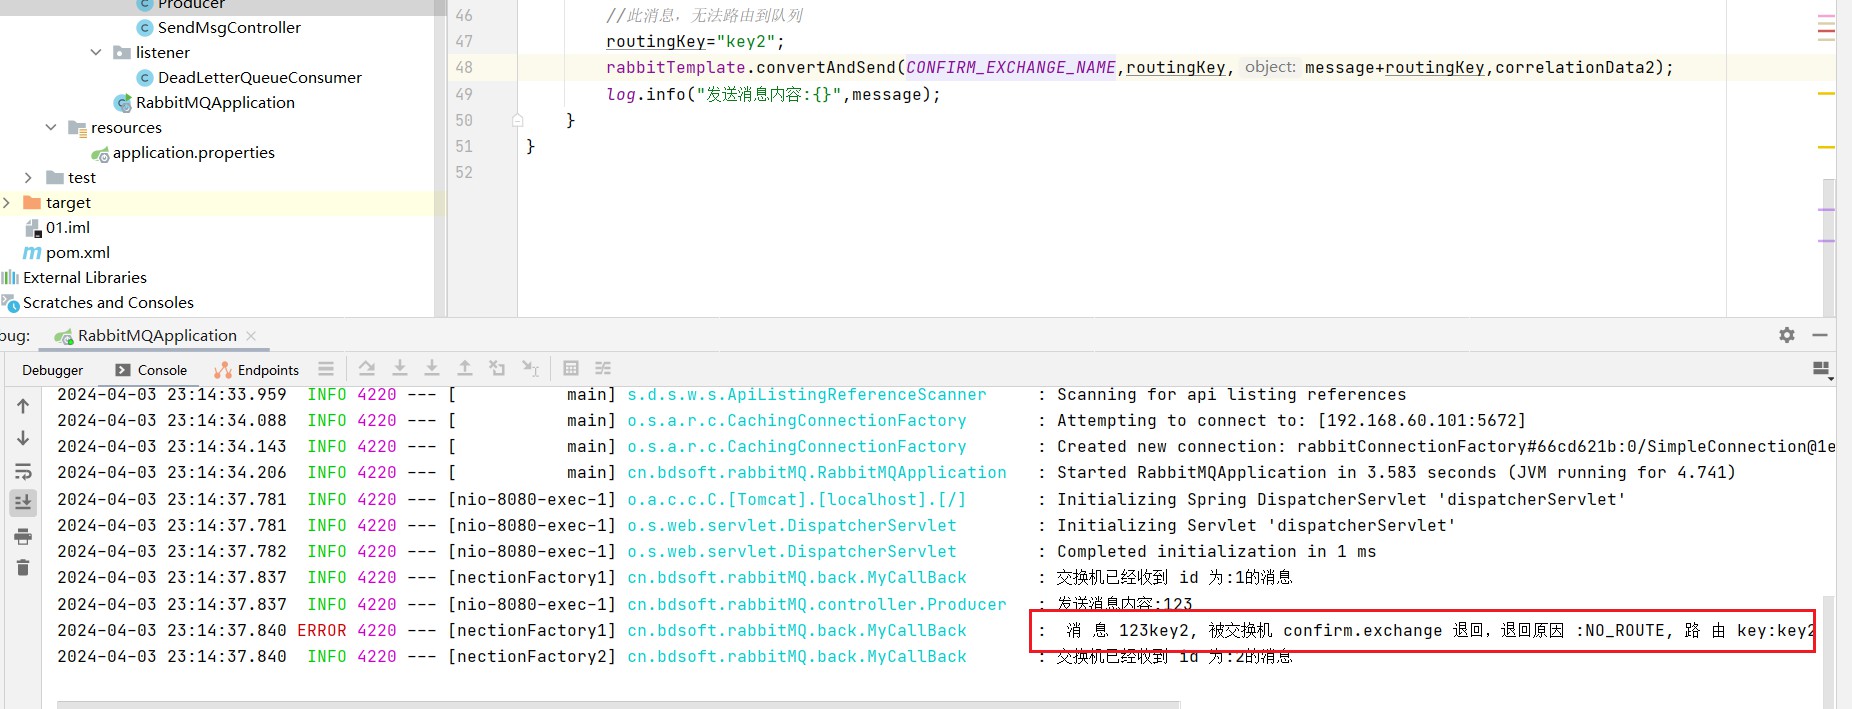 Producer
SendMsgController
listener
DeadLetterQueueConsumer
RabbitMQApplication
resources
application.properties
test
target
01.iml
pom.xml
External Libraries
Scratches and Consoles
46 //此消息，无法路由到队列
47 routingKey="key2";
48 rabbitTemplate.convertAndSend(CONFIRM_EXCHANGE_NAME,routingKey, object: message+routingKey,correlationData2);
49 log.info("发送消息内容:{}",message);
50 }
51 }
52
bug: RabbitMQApplication
Debugger Console Endpoints
2024-04-03 23:14:33.959 INFO 4220 --- [ main] s.d.s.w.s.ApiListingReferenceScanner : Scanning for api listing references
2024-04-03 23:14:34.088 INFO 4220 --- [ main] o.s.a.r.c.CachingConnectionFactory : Attempting to connect to: [192.168.60.101:5672]
2024-04-03 23:14:34.143 INFO 4220 --- [ main] o.s.a.r.c.CachingConnectionFactory : Created new connection: rabbitConnectionFactory#66cd621b:0/SimpleConnection@1e
2024-04-03 23:14:34.206 INFO 4220 --- [ main] cn.bdsoft.rabbitMQ.RabbitMQApplication : Started RabbitMQApplication in 3.583 seconds (JVM running for 4.741)
2024-04-03 23:14:37.781 INFO 4220 --- [nio-8080-exec-1] o.a.c.c.C.[Tomcat].[localhost].[/] : Initializing Spring DispatcherServlet 'dispatcherServlet'
2024-04-03 23:14:37.781 INFO 4220 --- [nio-8080-exec-1] o.s.web.servlet.DispatcherServlet : Initializing Servlet 'dispatcherServlet'
2024-04-03 23:14:37.782 INFO 4220 --- [nio-8080-exec-1] o.s.web.servlet.DispatcherServlet : Completed initialization in 1 ms
2024-04-03 23:14:37.837 INFO 4220 --- [nectionFactory1] cn.bdsoft.rabbitMQ.back.MyCallBack : 交换机已经收到 id 为:1的消息
2024-04-03 23:14:37.837 INFO 4220 --- [nio-8080-exec-1] cn.bdsoft.rabbitMQ.controller.Producer : 发送消息内容:123
2024-04-03 23:14:37.840 ERROR 4220 --- [nectionFactory1] cn.bdsoft.rabbitMQ.back.MyCallBack : 消 息 123key2, 被交换机 confirm.exchange 退回，退回原因 :NO_ROUTE, 路 由 key:key2
2024-04-03 23:14:37.840 INFO 4220 --- [nectionFactory2] cn.bdsoft.rabbitMQ.back.MyCallBack : 交换机已经收到 id 为:2的消息